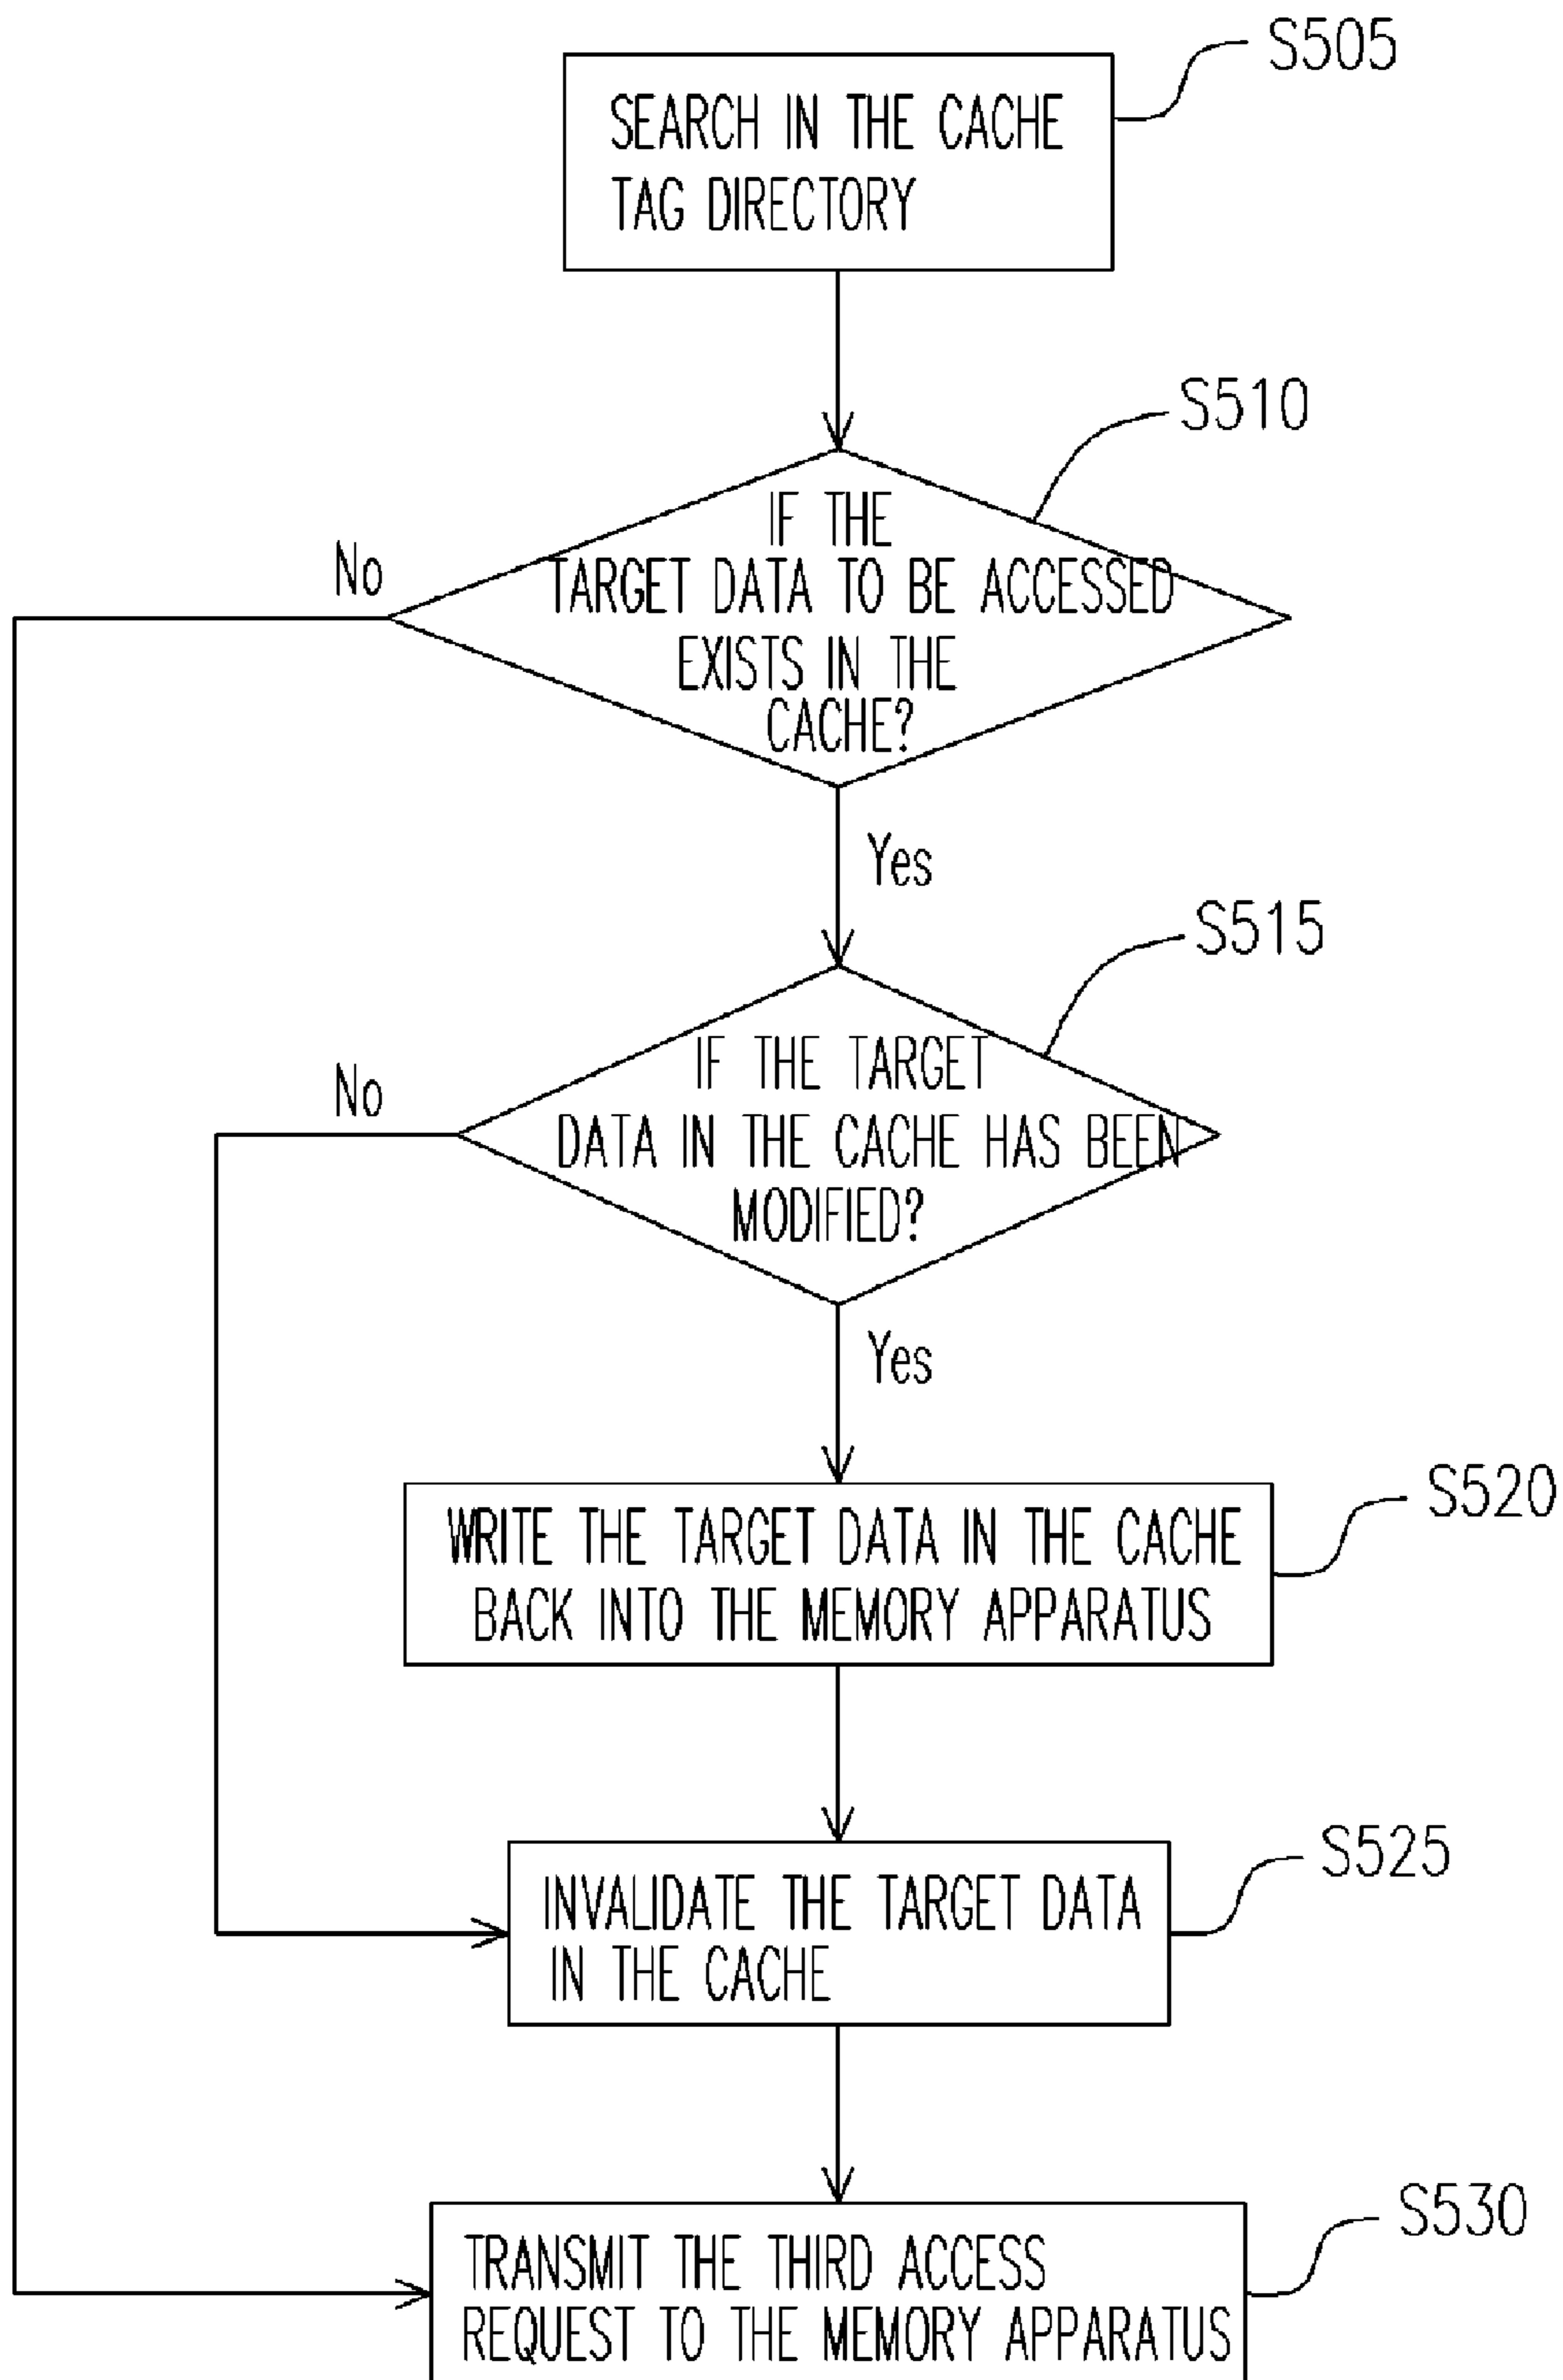 S505
SEARCH IN THE CACHE
TAG DIRECTORY
S510
IF THE
TARGET DATA TO BE ACCESSED
EXISTS IN THE
CACHE?
No
Yes
S515
IF THE TARGET
DATA IN THE CACHE HAS BEEN
MODIFIED?
No
Yes
S520
WRITE THE TARGET DATA IN THE CACHE
BACK INTO THE MEMORY APPARATUS
S525
INVALIDATE THE TARGET DATA
IN THE CACHE
S530
TRANSMIT THE THIRD ACCESS
REQUEST TO THE MEMORY APPARATUS